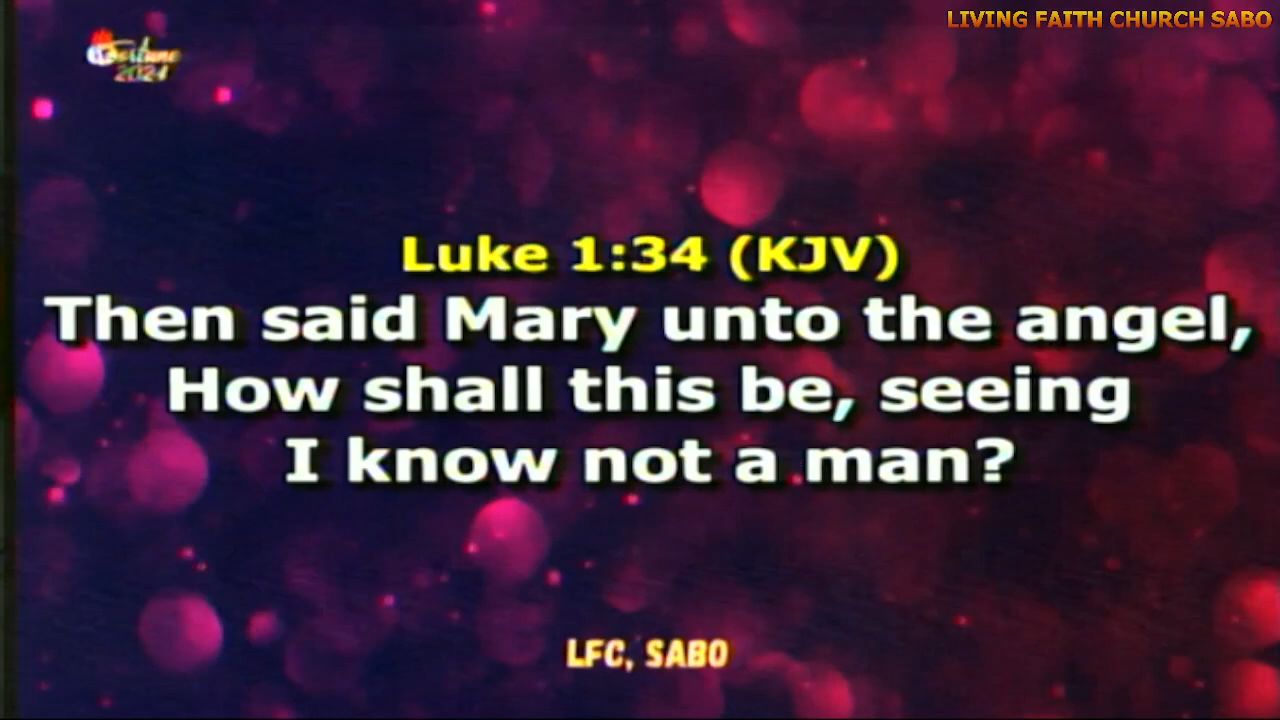 LIVING FAITH CHURCH SABO
2024
Luke 1:34 (KJV)
Then said Mary unto the angel,
How shall this be, seeing
I know not a man?
LFC, SABO